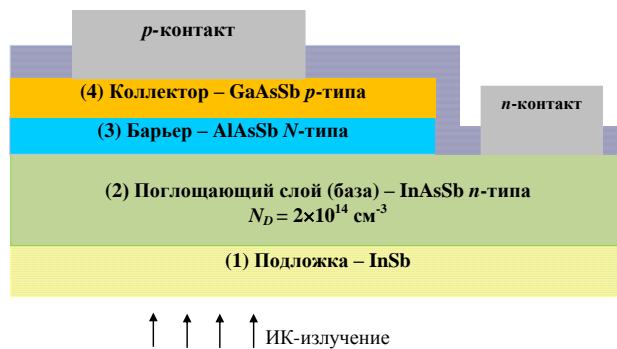 p-контакт
n-контакт
(4) Коллектор – GaAsSb p-типа
(3) Барьер – AlAsSb N-типа
(2) Поглощающий слой (база) – InAsSb n-типа
N_D = 2×10^14 см^-3
(1) Подложка – InSb
ИК-излучение